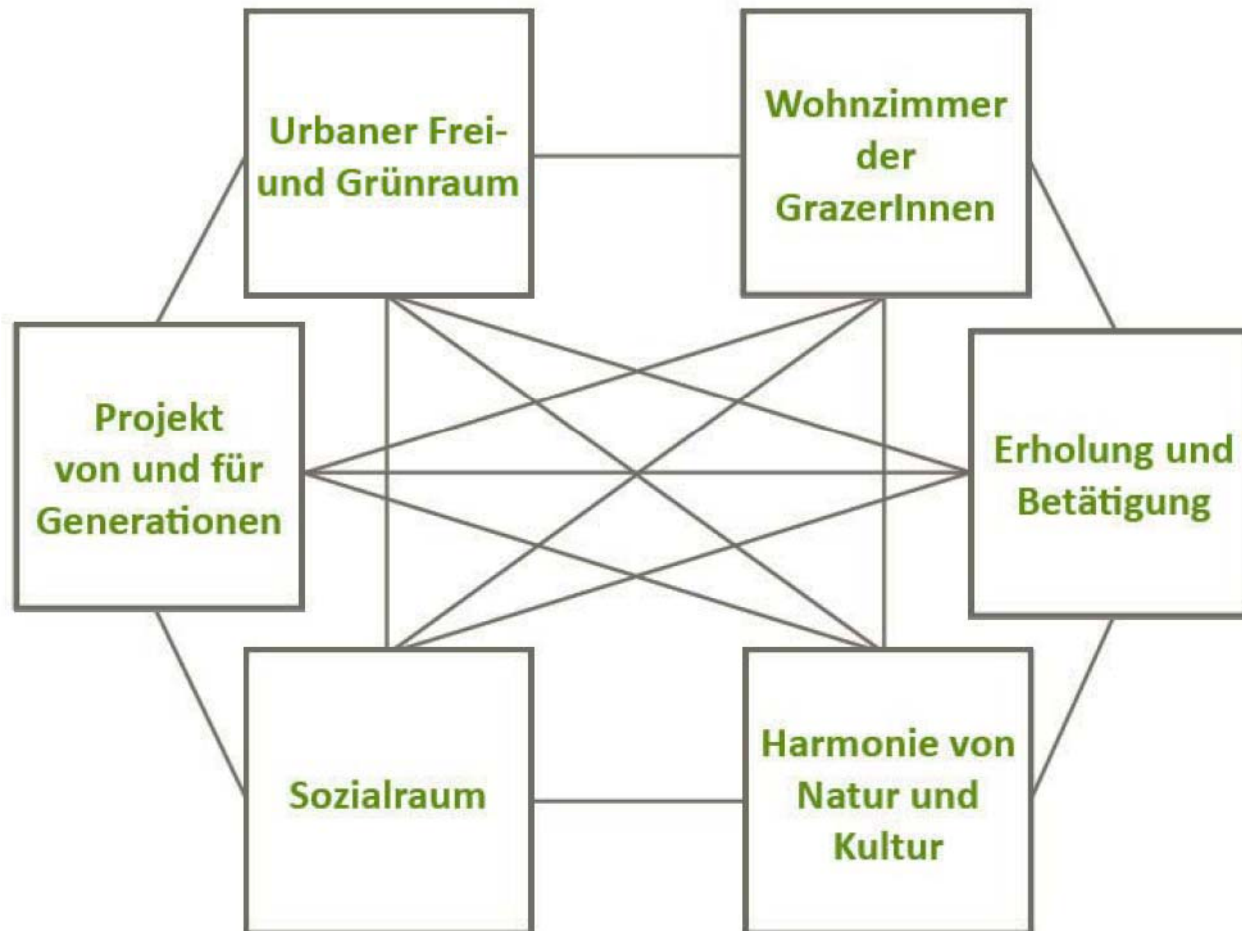 Urbaner Frei-
und Grünraum
Wohnzimmer
der
GrazerInnen
Projekt
von und für
Generationen
Erholung und
Betätigung
Sozialraum
Harmonie von
Natur und
Kultur